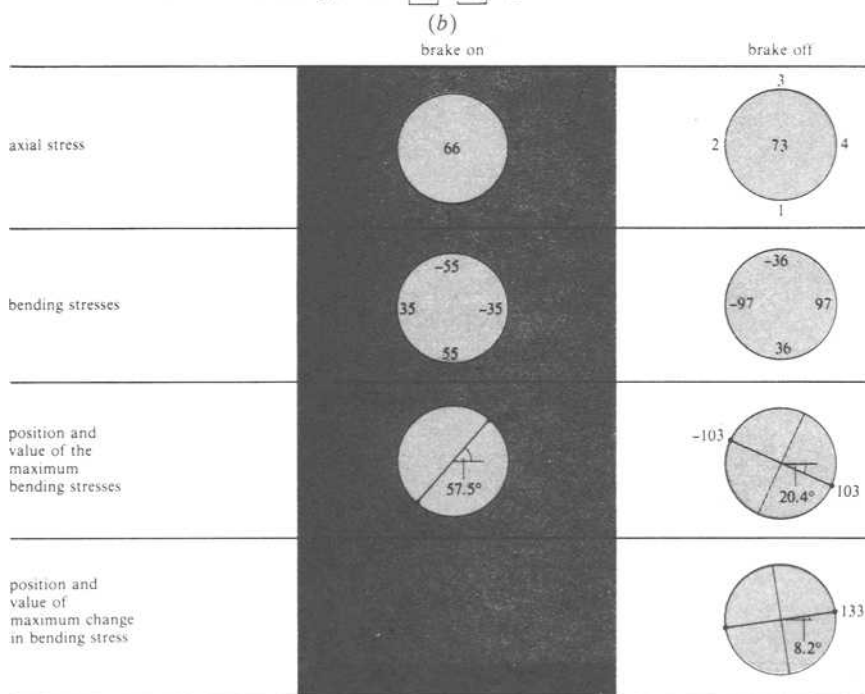 (b)
brake on
brake off
axial stress
66
3
2
73
4
1
bending stresses
-55
35
-35
55
-36
-97
97
36
position and
value of the
maximum
bending stresses
57.5°
-103
20.4°
103
position and
value of
maximum change
in bending stress
133
8.2°